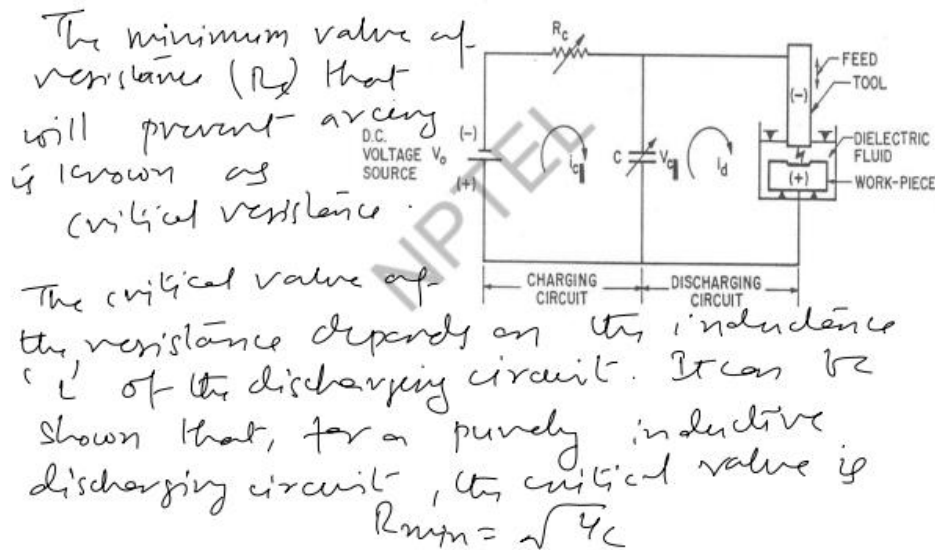 The minimum value of
resistance (Rc) that
will prevent arcing
is known as
critical resistance.
Rc
FEED
TOOL
(-)
D.C.
VOLTAGE V₀
SOURCE
(-)
(+)
ic
C
Vc
id
DIELECTRIC
FLUID
(+)
WORK-PIECE
NPTEL
CHARGING
CIRCUIT
DISCHARGING
CIRCUIT
The critical value of
the resistance depends on the inductance
'L' of the discharging circuit. It can be
shown that, for a purely inductive
discharging circuit, the critical value is
Rmin = √L/C